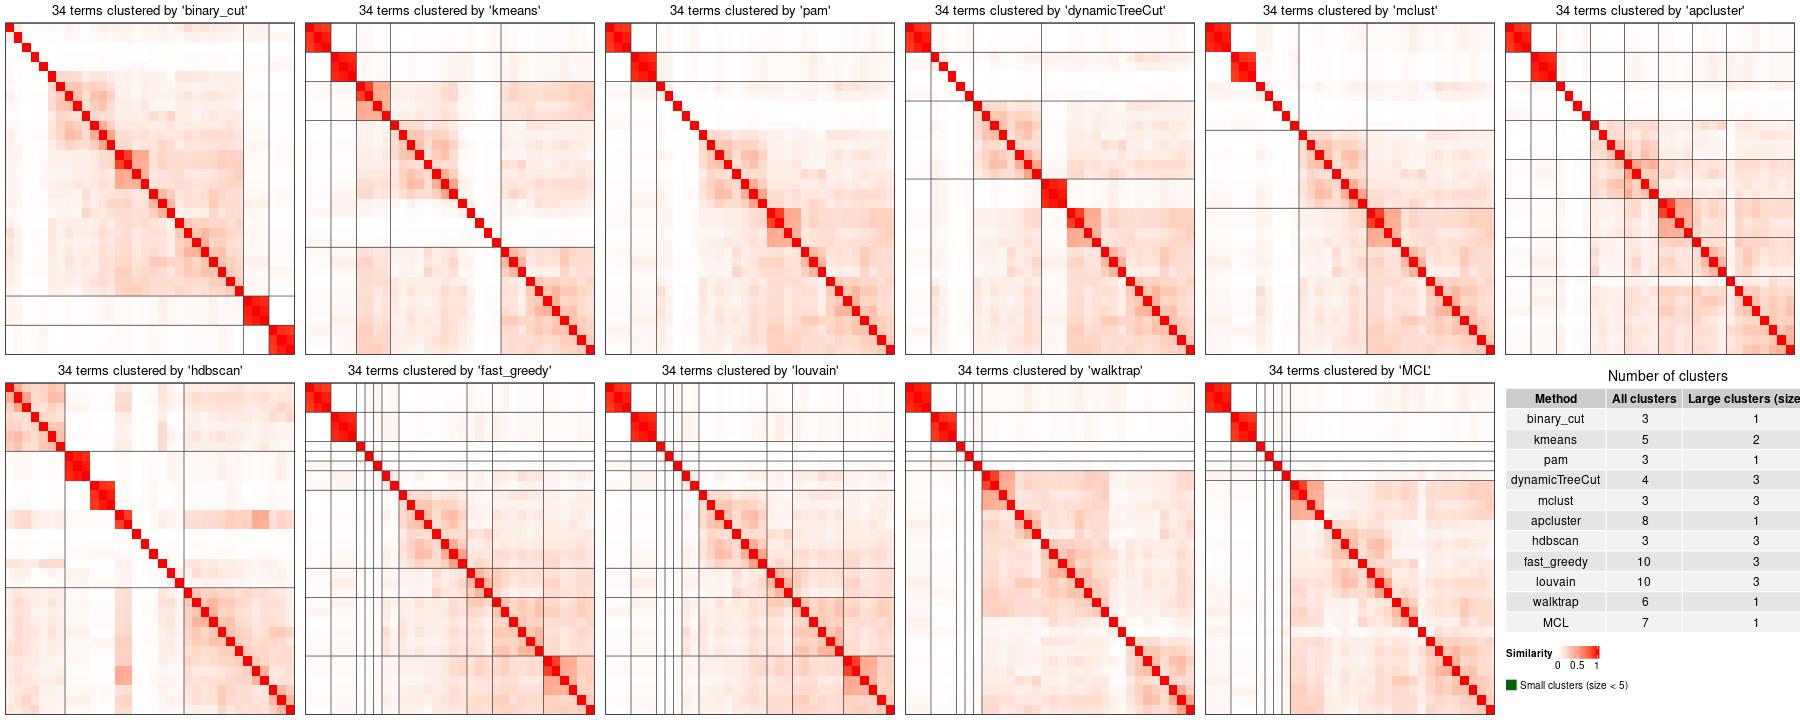 34 terms clustered by 'binary_cut'
34 terms clustered by 'kmeans'
34 terms clustered by 'pam'
34 terms clustered by 'dynamicTreeCut'
34 terms clustered by 'mclust'
34 terms clustered by 'apcluster'
34 terms clustered by 'hdbscan'
34 terms clustered by 'fast_greedy'
34 terms clustered by 'louvain'
34 terms clustered by 'walktrap'
34 terms clustered by 'MCL'
Number of clusters
Method All clusters Large clusters (size
binary_cut 3 1
kmeans 5 2
pam 3 1
dynamicTreeCut 4 3
mclust 3 3
apcluster 8 1
hdbscan 3 3
fast_greedy 10 3
louvain 10 3
walktrap 6 1
MCL 7 1
Similarity
0 0.5 1
Small clusters (size < 5)